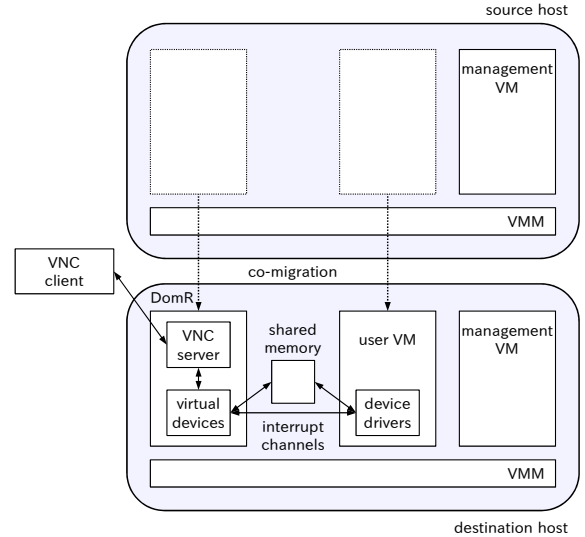 source host
management
VM
VMM
VNC
client
co-migration
DomR
VNC
server
shared
memory
user VM
management
VM
virtual
devices
device
drivers
interrupt
channels
VMM
destination host